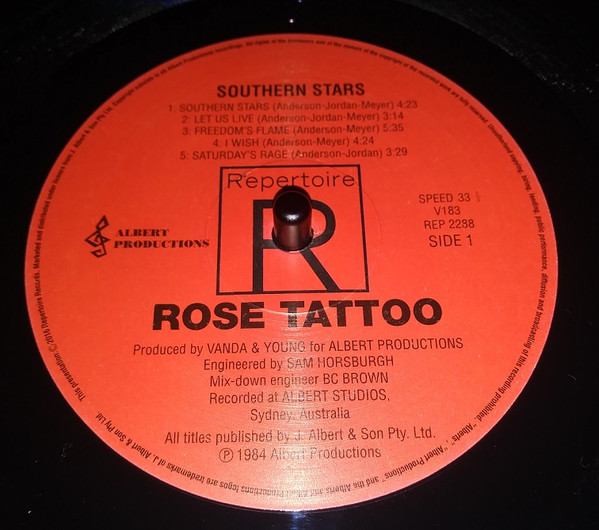 SOUTHERN STARS
1: SOUTHERN STARS (Anderson-Jordan-Meyer) 4:23
2: LET US LIVE (Anderson-Jordan-Meyer) 3:14
3: FREEDOM'S FLAME (Anderson-Jordan-Meyer) 5:35
4: I WISH (Anderson-Meyer) 4:24
5: SATURDAY'S RAGE (Anderson-Jordan) 3:29
Repertoire
R
ALBERT
PRODUCTIONS
SPEED 33
V183
REP 2288
SIDE 1
ROSE TATTOO
Produced by VANDA & YOUNG for ALBERT PRODUCTIONS
Engineered by SAM HORSBURGH
Mix-down engineer BC BROWN
Recorded at ALBERT STUDIOS,
Sydney, Australia
All titles published by J. Albert & Son Pty. Ltd.
℗ 1984 Albert Productions